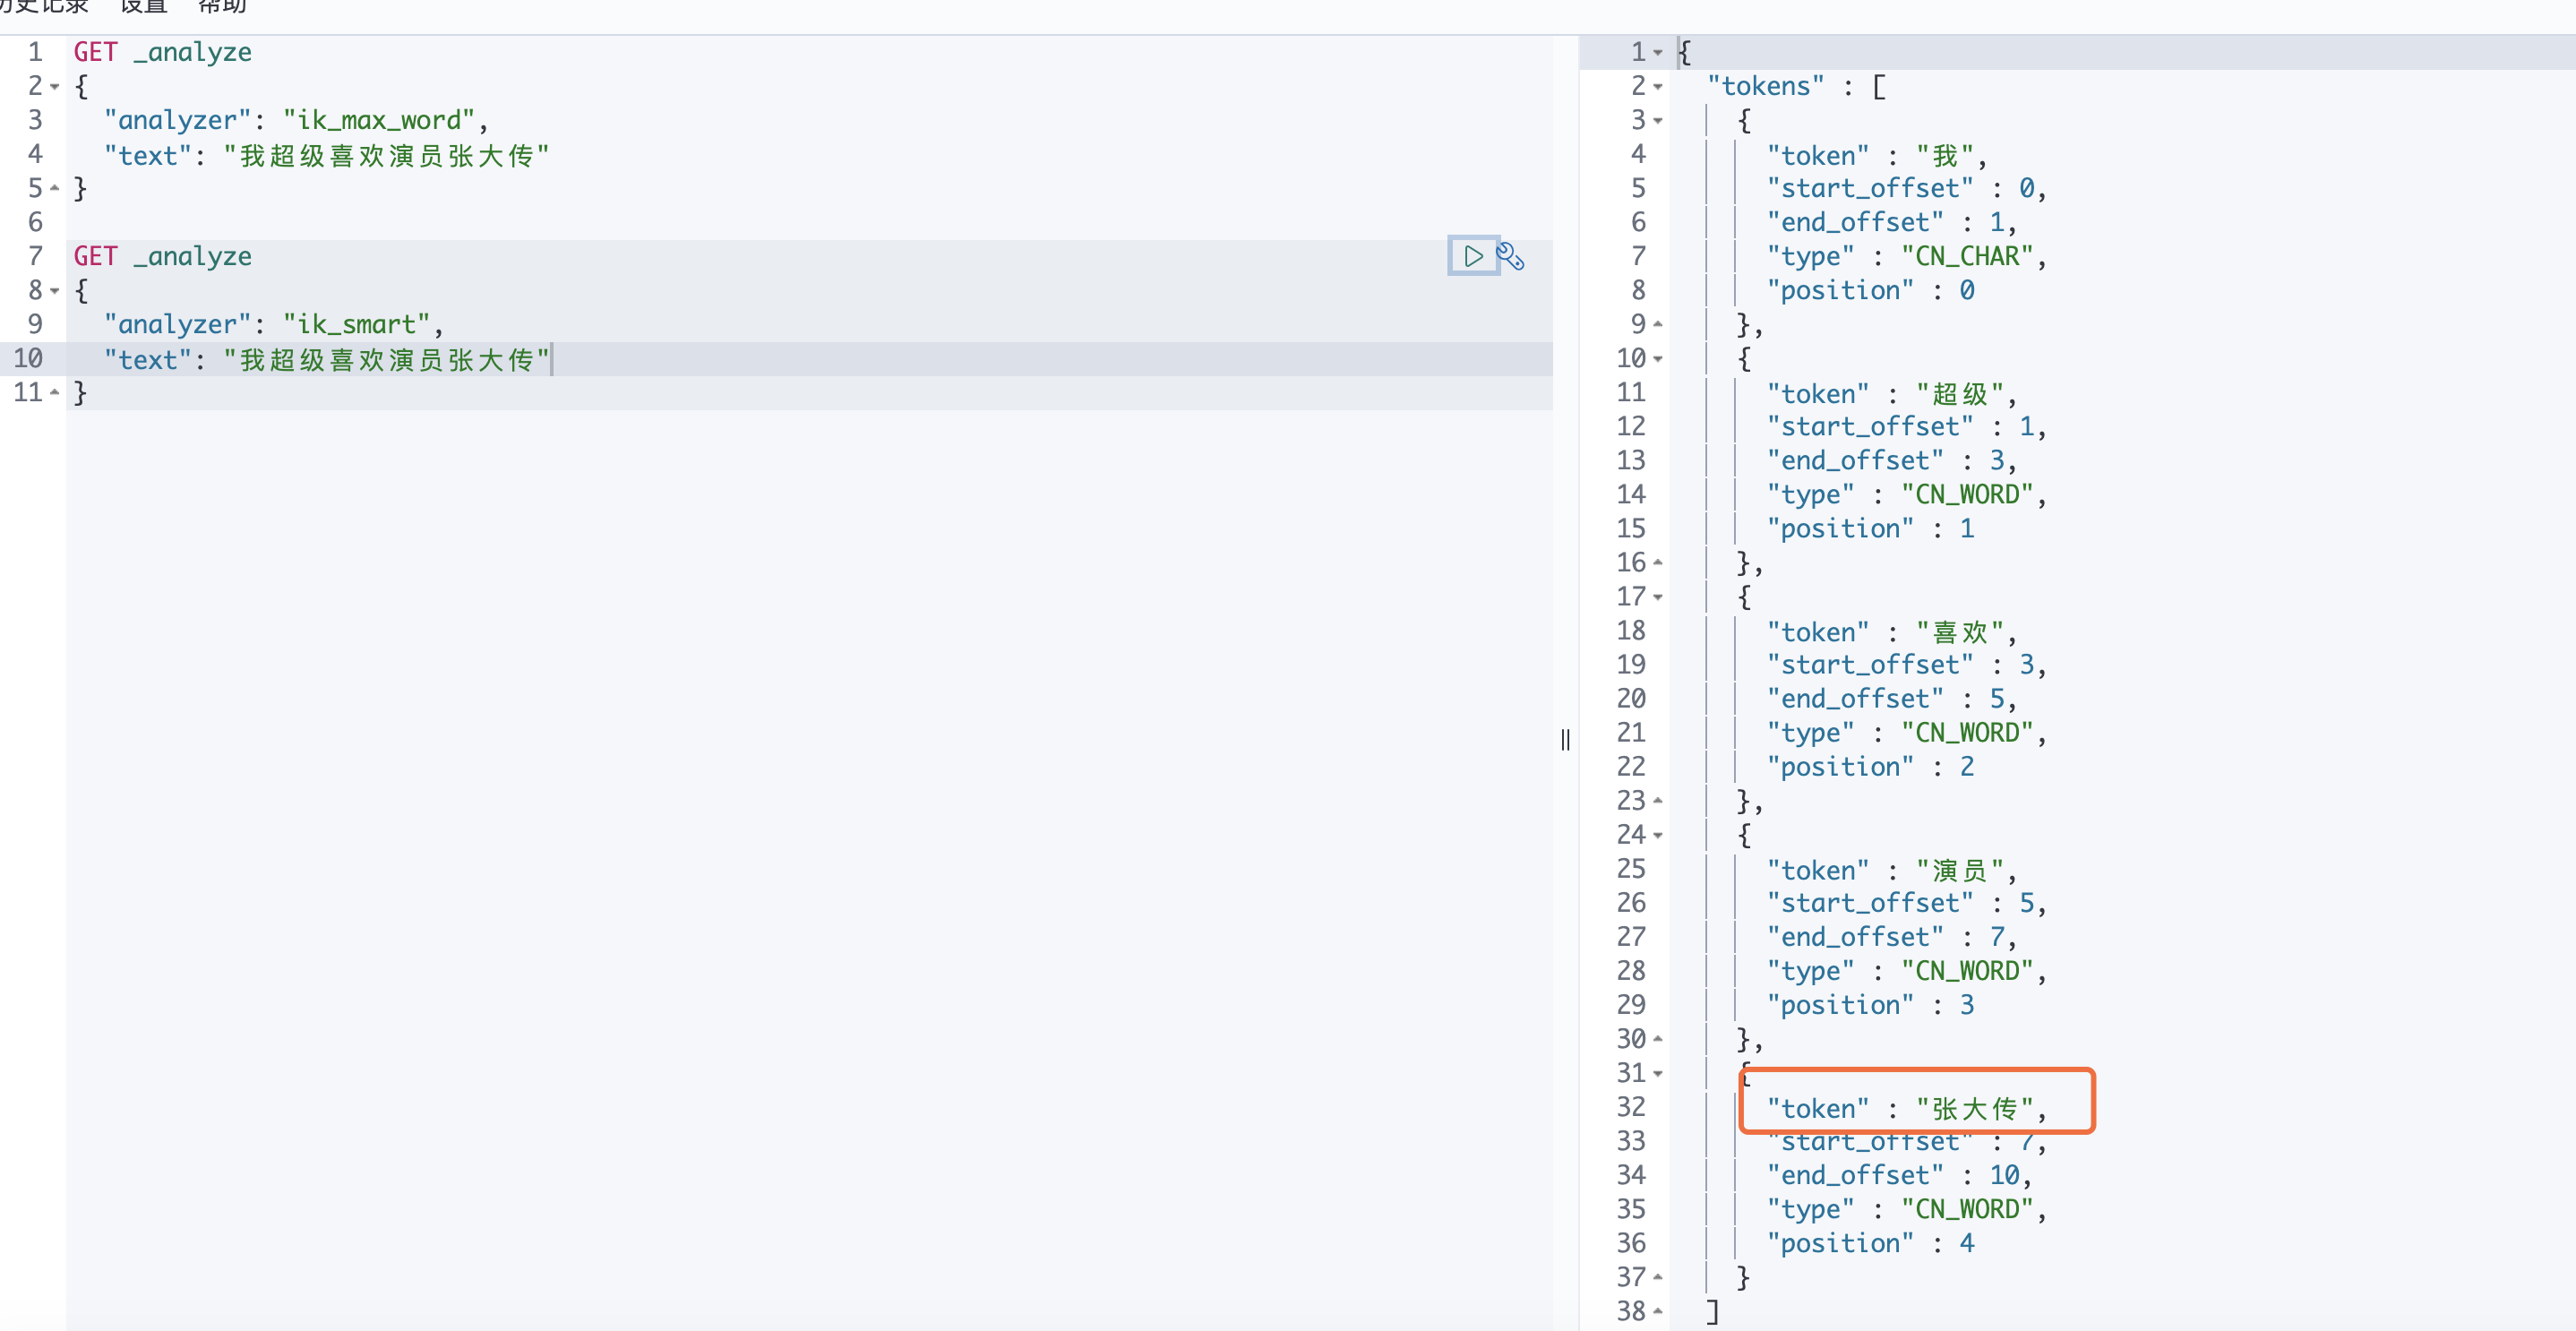 历史记录 设置 帮助
1 GET _analyze
2 {
3 "analyzer": "ik_max_word",
4 "text": "我超级喜欢演员张大传"
5 }
6
7 GET _analyze
8 {
9 "analyzer": "ik_smart",
10 "text": "我超级喜欢演员张大传"
11 }
1 {
2 "tokens" : [
3 {
4 "token" : "我",
5 "start_offset" : 0,
6 "end_offset" : 1,
7 "type" : "CN_CHAR",
8 "position" : 0
9 },
10 {
11 "token" : "超级",
12 "start_offset" : 1,
13 "end_offset" : 3,
14 "type" : "CN_WORD",
15 "position" : 1
16 },
17 {
18 "token" : "喜欢",
19 "start_offset" : 3,
20 "end_offset" : 5,
21 "type" : "CN_WORD",
22 "position" : 2
23 },
24 {
25 "token" : "演员",
26 "start_offset" : 5,
27 "end_offset" : 7,
28 "type" : "CN_WORD",
29 "position" : 3
30 },
31 {
32 "token" : "张大传",
33 "start_offset" : 7,
34 "end_offset" : 10,
35 "type" : "CN_WORD",
36 "position" : 4
37 }
38 ]